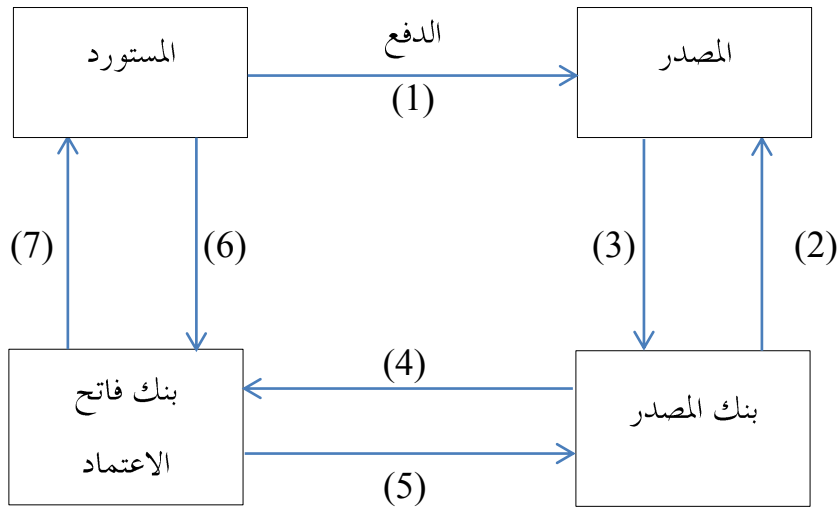 المصدر
الدفع
المستورد
(1)
(2)
(3)
(6)
(7)
(4)
بنك المصدر
بنك فاتح
الاعتماد
(5)